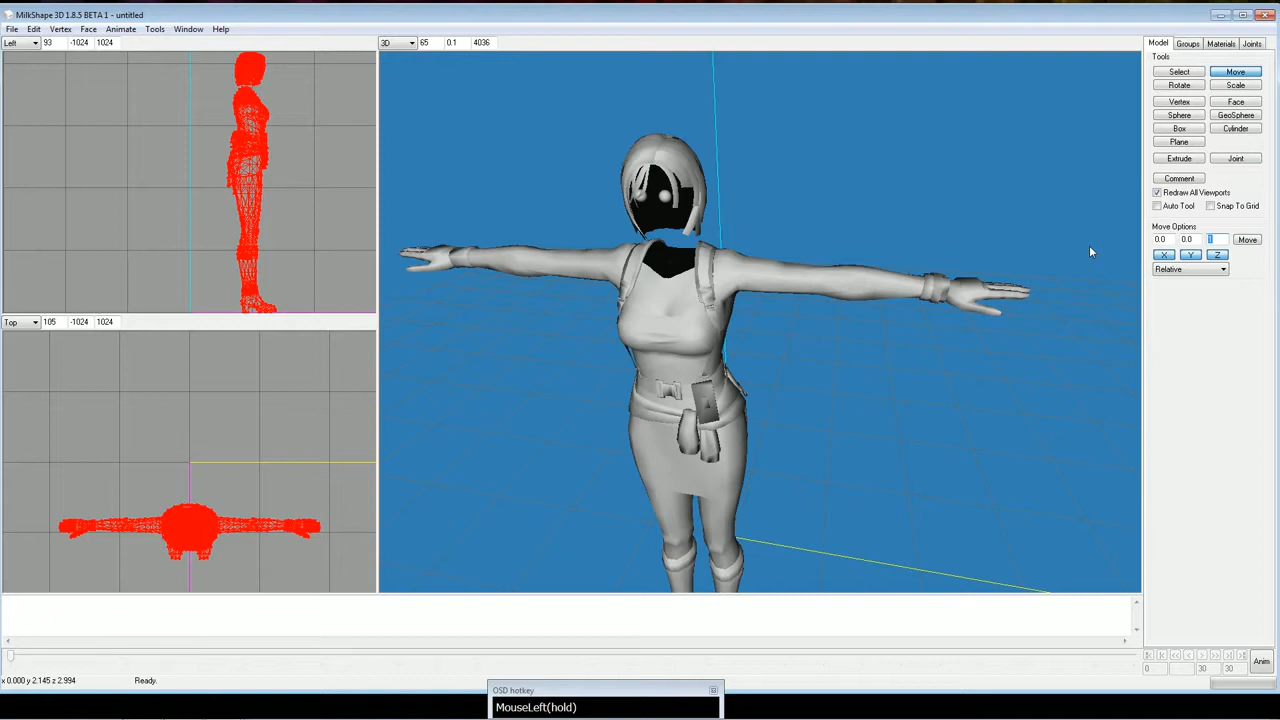 MilkShape 3D 1.8.5 BETA 1 - untitled
File Edit Vertex Face Animate Tools Window Help
Left 93 -1024 1024
3D 65 0.1 4036
Model Groups Materials Joints
Tools
Select Move
Rotate Scale
Vertex Face
Sphere GeoSphere
Box Cylinder
Plane
Extrude Joint
Comment
Redraw All Viewports
Auto Tool Snap To Grid
Move Options
0.0 0.0 1 Move
X Y Z
Relative
Top 105 -1024 1024
0 30 30 Anim
x 0.000 y 2.145 z 2.994 Ready.
OSD hotkey
MouseLeft(hold)